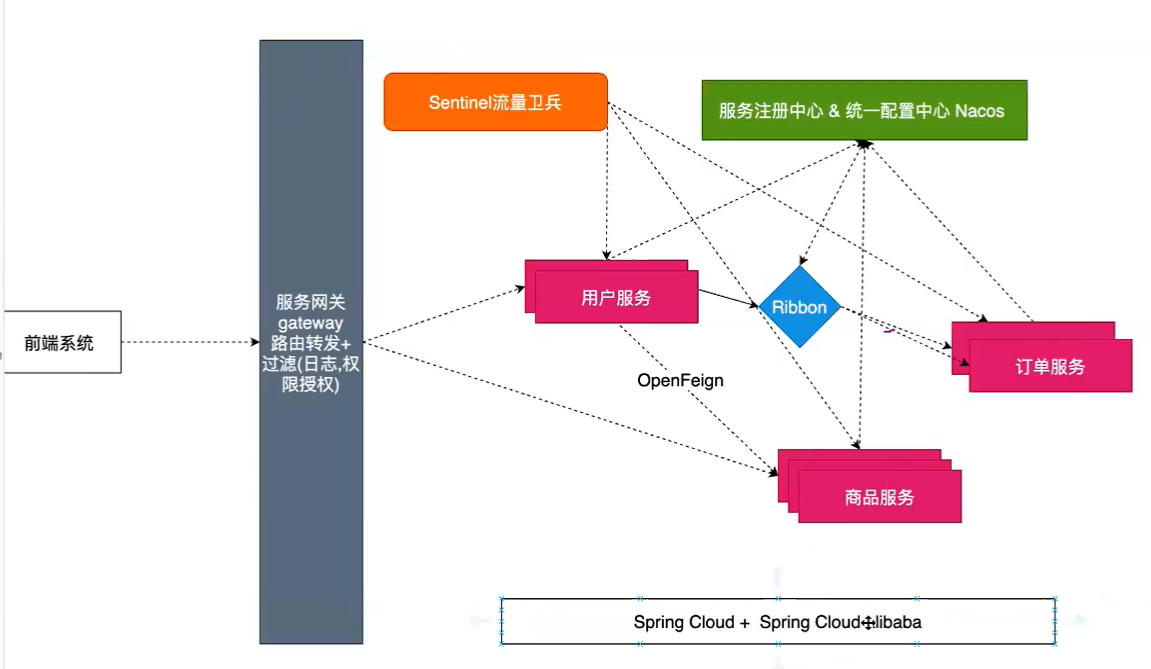 Sentinel流量卫兵
服务注册中心 & 统一配置中心 Nacos
用户服务
Ribbon
服务网关
gateway
路由转发+
过滤(日志,权
限授权)
前端系统
订单服务
OpenFeign
商品服务
Spring Cloud + Spring Cloud libaba